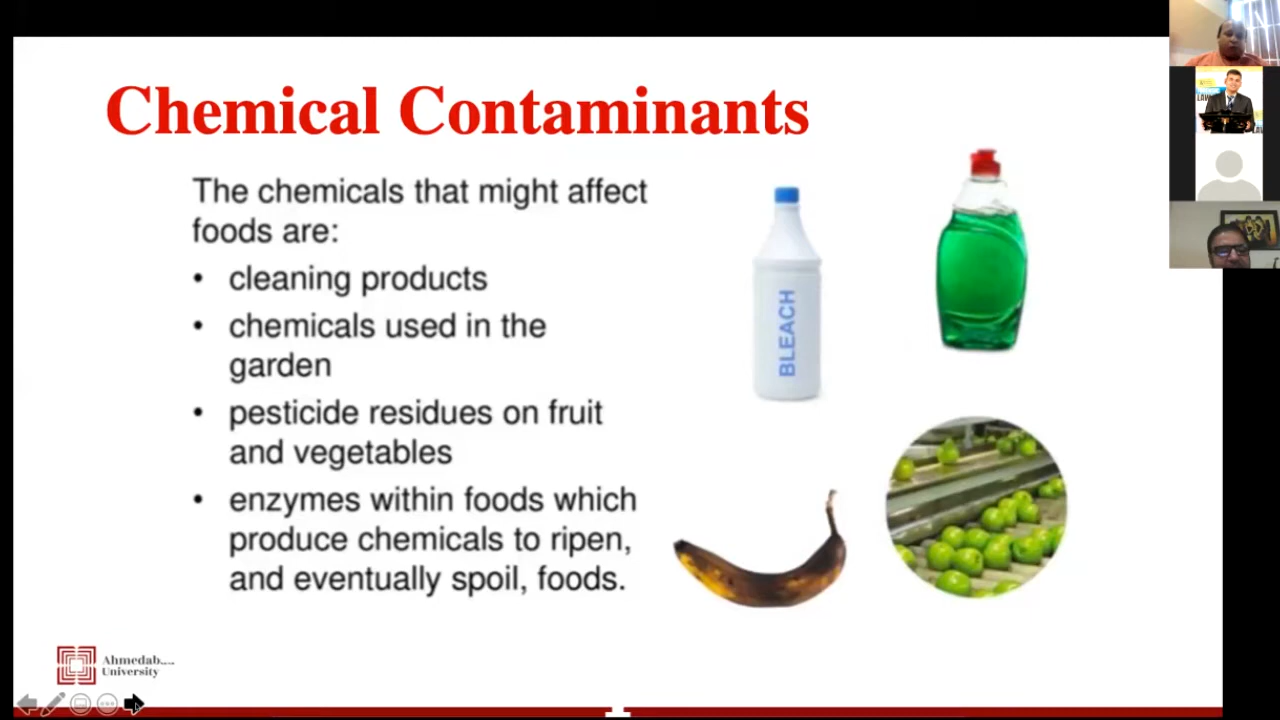 Chemical Contaminants
The chemicals that might affect
foods are:
• cleaning products
• chemicals used in the
garden
• pesticide residues on fruit
and vegetables
• enzymes within foods which
produce chemicals to ripen,
and eventually spoil, foods.
BLEACH
LAW
Ahmedab....
University